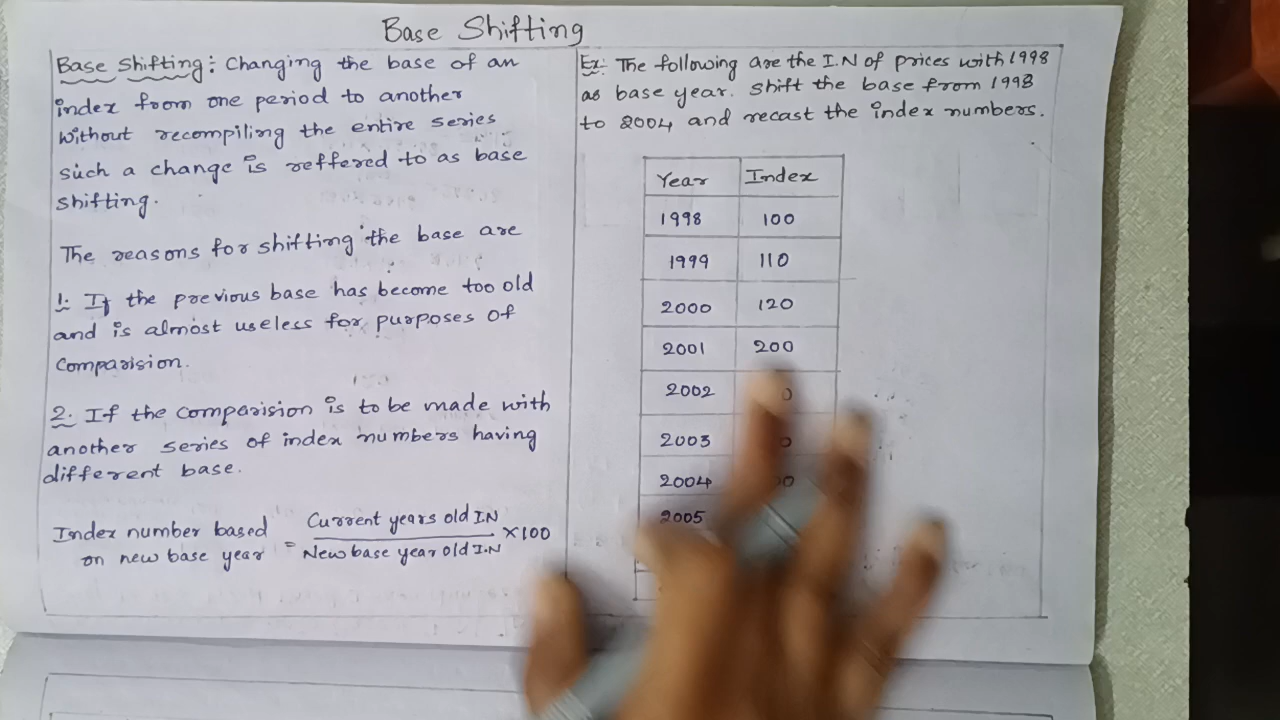 Base Shifting
Base Shifting: Changing the base of an
index from one period to another
without recompiling the entire series
such a change is reffered to as base
shifting.
The reasons for shifting the base are
1. If the previous base has become too old
and is almost useless for purposes of
comparision.
2. If the comparision is to be made with
another series of index numbers having
different base.
Index number based on new base year = Current years old I.N / New base year old I.N × 100
Ex: The following are the I.N of prices with 1998
as base year. Shift the base from 1998
to 2004 and recast the index numbers.
Year Index
1998 100
1999 110
2000 120
2001 200
2002
2003
2004
2005